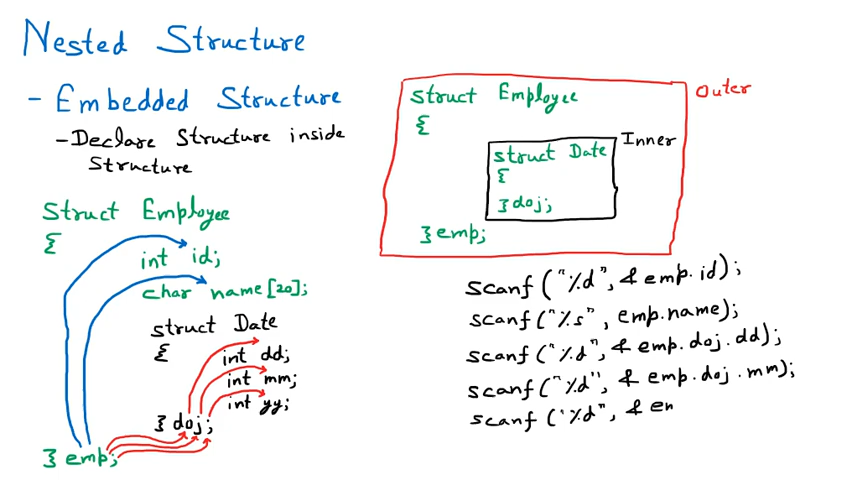 Nested Structure
- Embedded Structure
- Declare Structure inside
Structure
Struct Employee
{
int id;
char name[20];
struct Date
{
int dd;
int mm;
int yy;
} doj;
} emp;
Outer
struct Employee
{
Inner
struct Date
{
} doj;
} emp;
scanf("%d", & emp.id);
scanf("%s", emp.name);
scanf("%d", & emp.doj.dd);
scanf("%d", & emp.doj.mm);
scanf("%d", & en